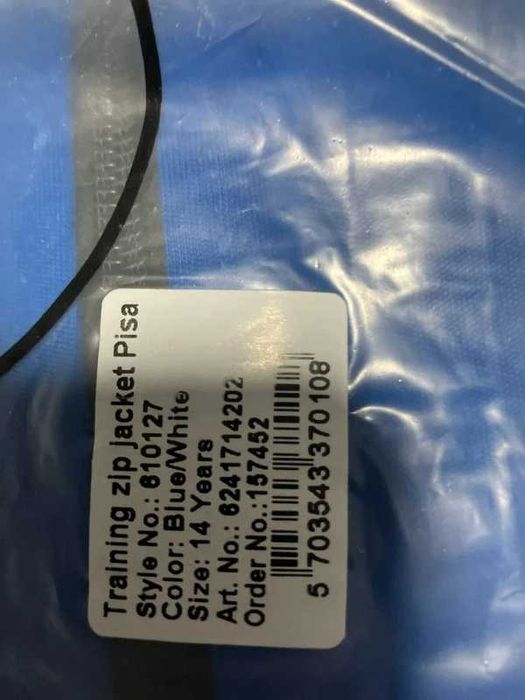 Training zip jacket Pisa
Style No.: 810127
Color: Blue/White
Size: 14 Years
Art. No.: 6241714202
Order No.:157452
5 703543 370108